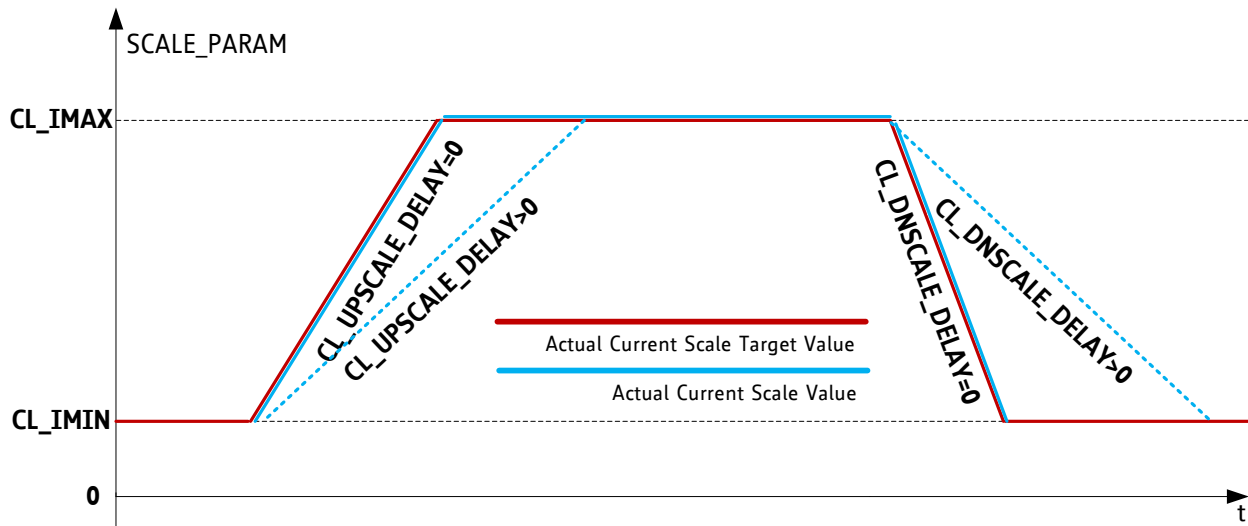 SCALE_PARAM
CL_IMAX
CL_UPSCALE_DELAY=0
CL_UPSCALE_DELAY>0
CL_DNSCALE_DELAY=0
CL_DNSCALE_DELAY>0
Actual Current Scale Target Value
Actual Current Scale Value
CL_IMIN
0
t